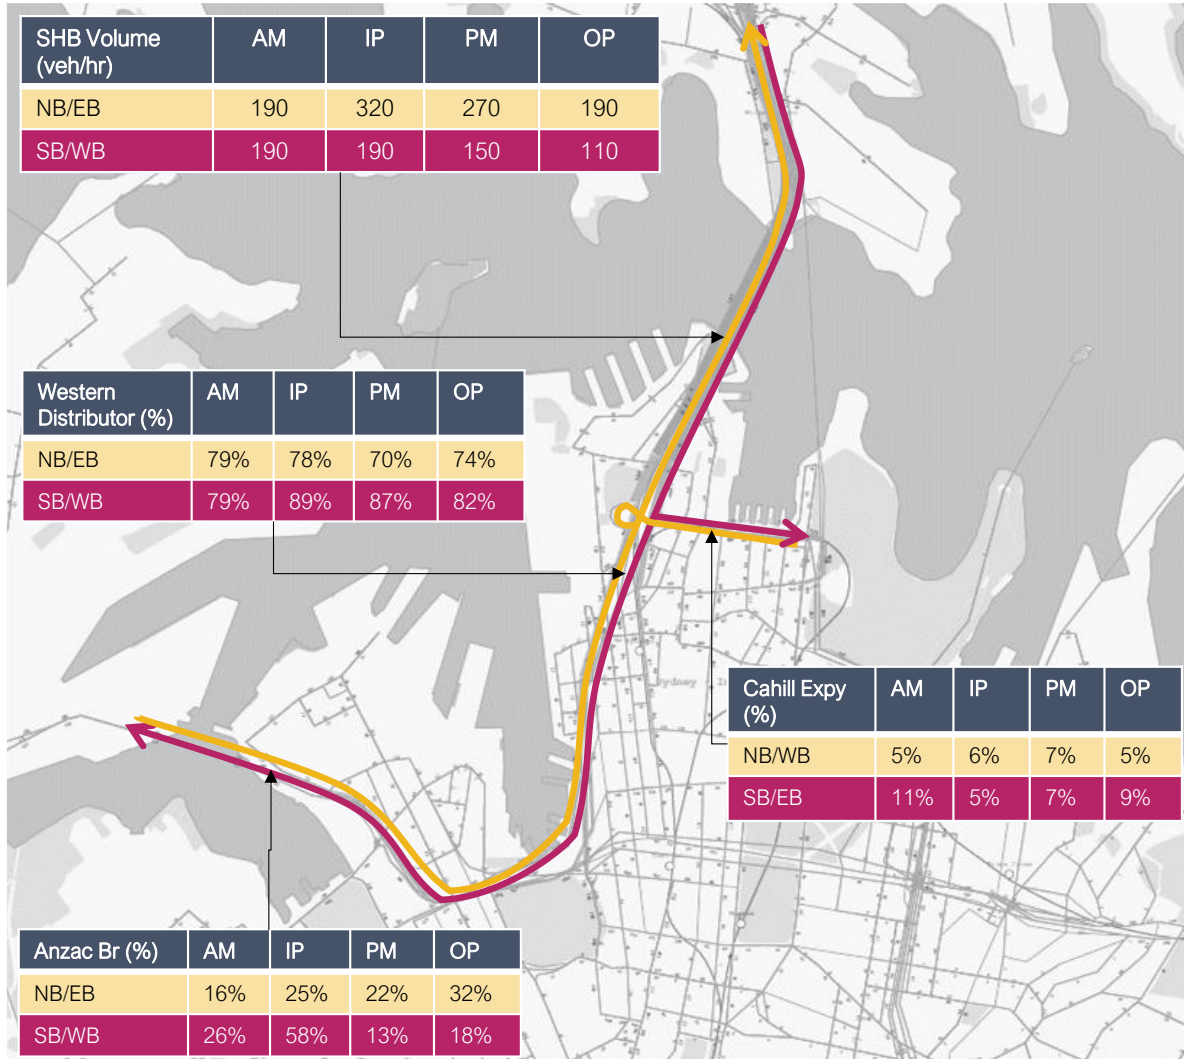 SHB Volume (veh/hr) AM IP PM OP
NB/EB 190 320 270 190
SB/WB 190 190 150 110
Western Distributor (%) AM IP PM OP
NB/EB 79% 78% 70% 74%
SB/WB 79% 89% 87% 82%
Cahill Expy (%) AM IP PM OP
NB/WB 5% 6% 7% 5%
SB/EB 11% 5% 7% 9%
Anzac Br (%) AM IP PM OP
NB/EB 16% 25% 22% 32%
SB/WB 26% 58% 13% 18%